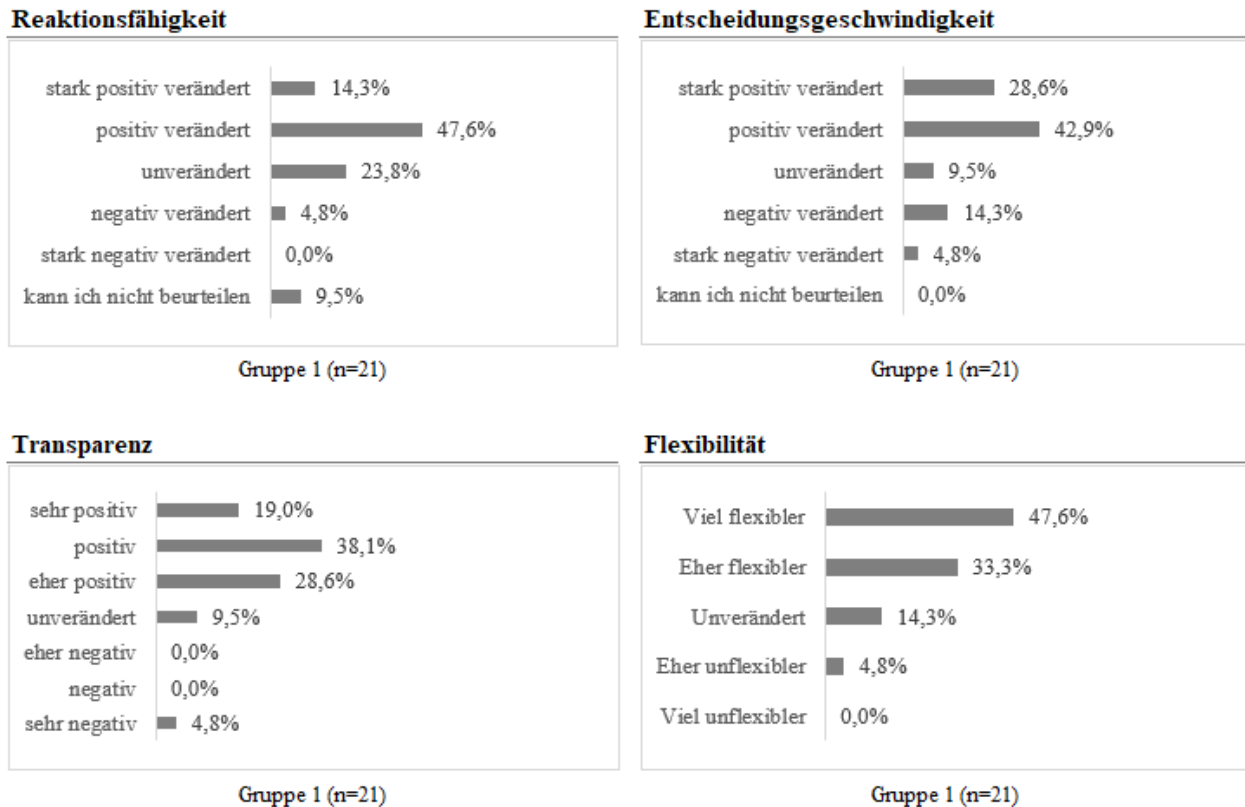 Reaktionsfähigkeit
stark positiv verändert 14,3%
positiv verändert 47,6%
unverändert 23,8%
negativ verändert 4,8%
stark negativ verändert 0,0%
kann ich nicht beurteilen 9,5%
Gruppe 1 (n=21)
Entscheidungsgeschwindigkeit
stark positiv verändert 28,6%
positiv verändert 42,9%
unverändert 9,5%
negativ verändert 14,3%
stark negativ verändert 4,8%
kann ich nicht beurteilen 0,0%
Gruppe 1 (n=21)
Transparenz
sehr positiv 19,0%
positiv 38,1%
eher positiv 28,6%
unverändert 9,5%
eher negativ 0,0%
negativ 0,0%
sehr negativ 4,8%
Gruppe 1 (n=21)
Flexibilität
Viel flexibler 47,6%
Eher flexibler 33,3%
Unverändert 14,3%
Eher unflexibler 4,8%
Viel unflexibler 0,0%
Gruppe 1 (n=21)